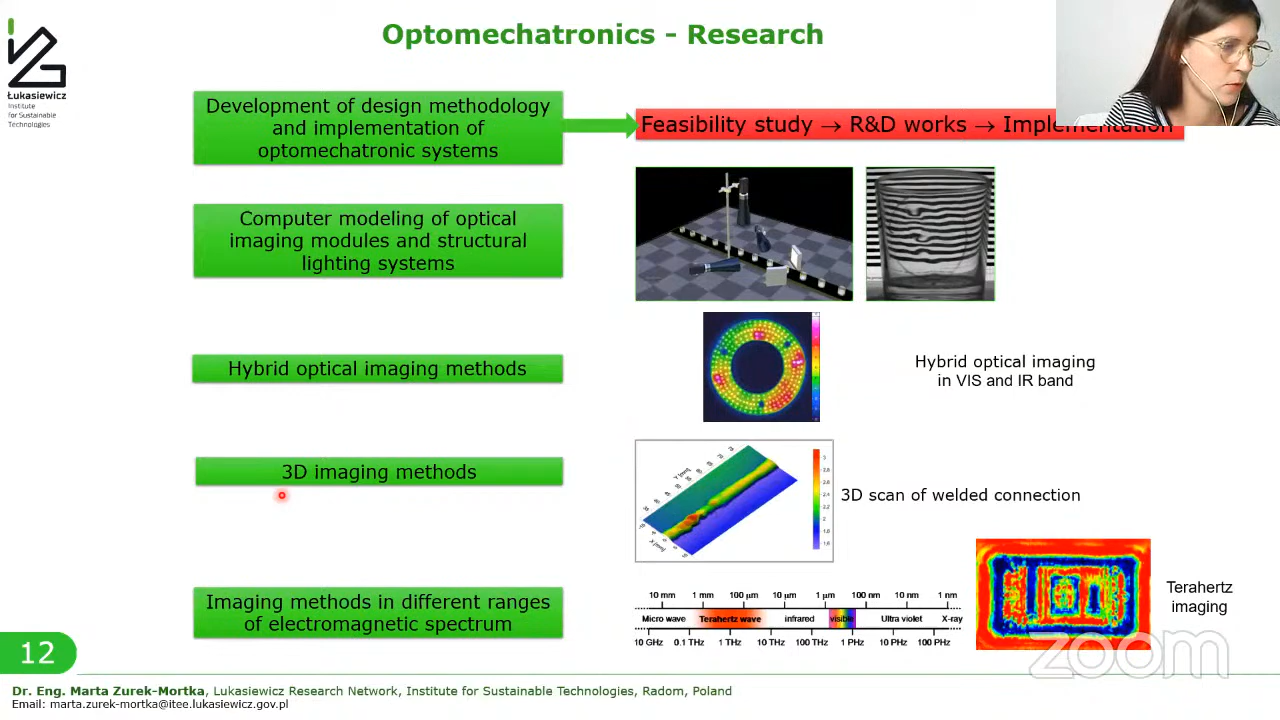 Łukasiewicz
Institute
for Sustainable
Technologies
Optomechatronics - Research
Development of design methodology
and implementation of
optomechatronic systems
Feasibility study → R&D works → Implementation
Computer modeling of optical
imaging modules and structural
lighting systems
Hybrid optical imaging methods
Hybrid optical imaging
in VIS and IR band
3D imaging methods
3D scan of welded connection
Imaging methods in different ranges
of electromagnetic spectrum
10 mm 1 mm 100 μm 10 μm 1 μm 100 nm 10 nm 1 nm
Micro wave Terahertz wave infrared visible Ultra violet X-ray
10 GHz 0.1 THz 1 THz 10 THz 100 THz 1 PHz 10 PHz 100 PHz
Terahertz
imaging
zoom
12
Dr. Eng. Marta Zurek-Mortka, Lukasiewicz Research Network, Institute for Sustainable Technologies, Radom, Poland
Email: marta.zurek-mortka@itee.lukasiewicz.gov.pl